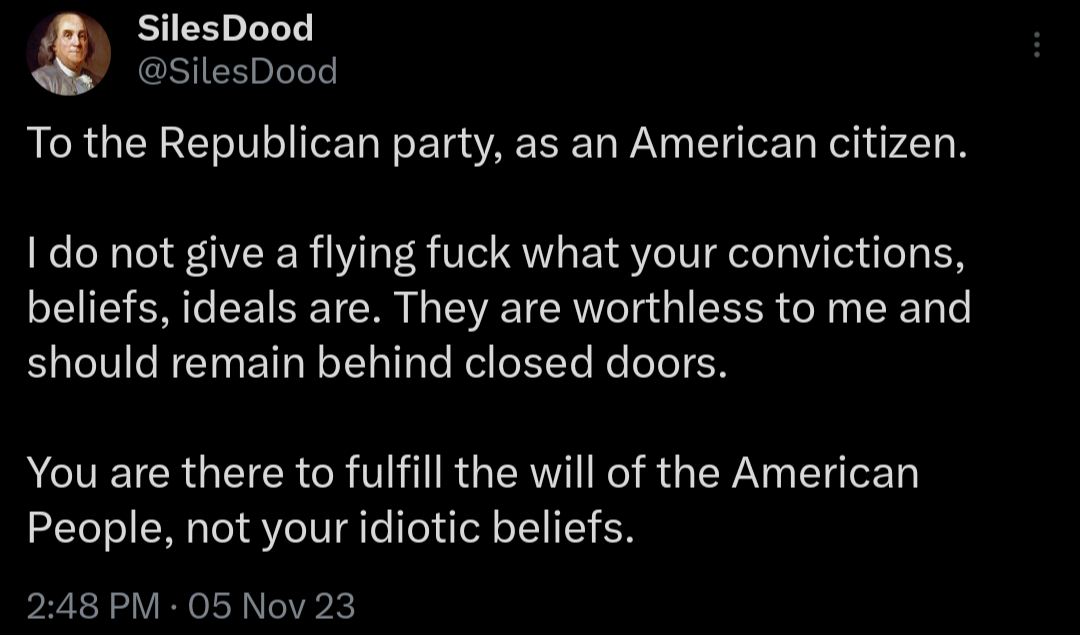 SilesDood
@SilesDood
To the Republican party, as an American citizen.
I do not give a flying fuck what your convictions,
beliefs, ideals are. They are worthless to me and
should remain behind closed doors.
You are there to fulfill the will of the American
People, not your idiotic beliefs.
2:48 PM · 05 Nov 23